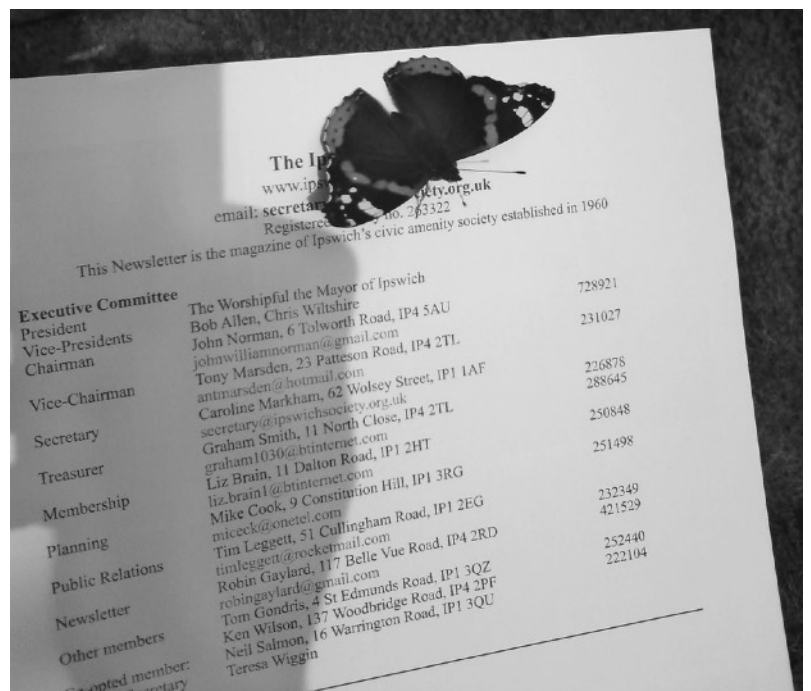 The Ip
www.ips
email: secretar ciety.org.uk
Registere no. 263322
This Newsletter is the magazine of Ipswich's civic amenity society established in 1960
Executive Committee
President The Worshipful the Mayor of Ipswich
Vice-Presidents Bob Allen, Chris Wiltshire
Chairman John Norman, 6 Tolworth Road, IP4 5AU 728921
johnwilliamnorman@gmail.com
Vice-Chairman Tony Marsden, 23 Patteson Road, IP4 2TL 231027
antmarsden@hotmail.com
Secretary Caroline Markham, 62 Wolsey Street, IP1 1AF
secretary@ipswichsociety.org.uk 226878
Treasurer Graham Smith, 11 North Close, IP4 2TL 288645
graham1030@btinternet.com
Membership Liz Brain, 11 Dalton Road, IP1 2HT 250848
liz.brain1@btinternet.com
Planning Mike Cook, 9 Constitution Hill, IP1 3RG 251498
miceck@onetel.com
Public Relations Tim Leggett, 51 Cullingham Road, IP1 2EG
timleggett@rocketmail.com 232349
Newsletter Robin Gaylard, 117 Belle Vue Road, IP4 2RD 421529
robingaylard@gmail.com
Other members Tom Gondris, 4 St Edmunds Road, IP1 3QZ 252440
Ken Wilson, 137 Woodbridge Road, IP4 2PF 222104
opted member: Neil Salmon, 16 Warrington Road, IP1 3QU
Secretary Teresa Wiggin